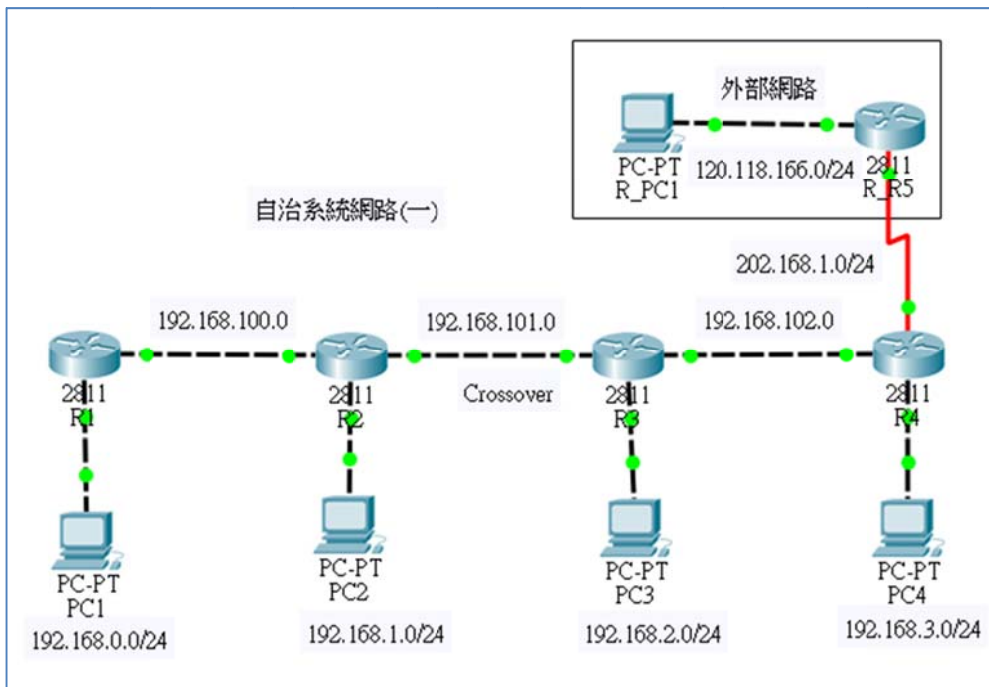 外部網路
PC-PT
R_PC1
120.118.166.0/24
2811
R_R5
自治系統網路(一)
202.168.1.0/24
192.168.100.0
192.168.101.0
192.168.102.0
2811
R1
2811
R2
Crossover
2811
R3
2811
R4
PC-PT
PC1
PC-PT
PC2
PC-PT
PC3
PC-PT
PC4
192.168.0.0/24
192.168.1.0/24
192.168.2.0/24
192.168.3.0/24